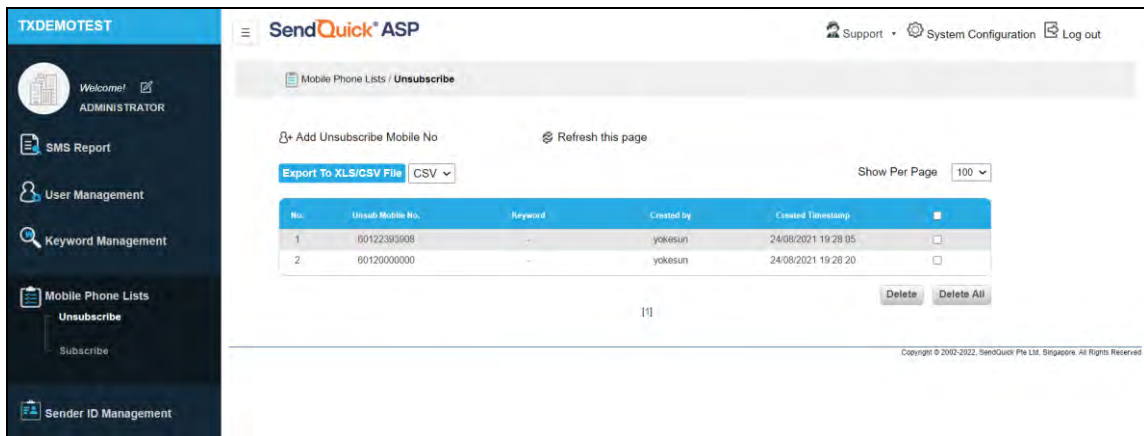 TXDEMOTEST
SendQuick® ASP
Support
System Configuration
Log out
Welcome!
ADMINISTRATOR
SMS Report
User Management
Keyword Management
Mobile Phone Lists
Unsubscribe
Subscribe
Sender ID Management
Mobile Phone Lists / Unsubscribe
Add Unsubscribe Mobile No
Refresh this page
Export To XLS/CSV File CSV
Show Per Page 100
No. Unsub Mobile No. Keyword Created by Created Timestamp
1 60122393908 - yokesun 24/08/2021 19:28:05
2 60120000000 - yokesun 24/08/2021 19:28:20
Delete Delete All
[1]
Copyright © 2002-2022, SendQuick Pte Ltd, Singapore. All Rights Reserved